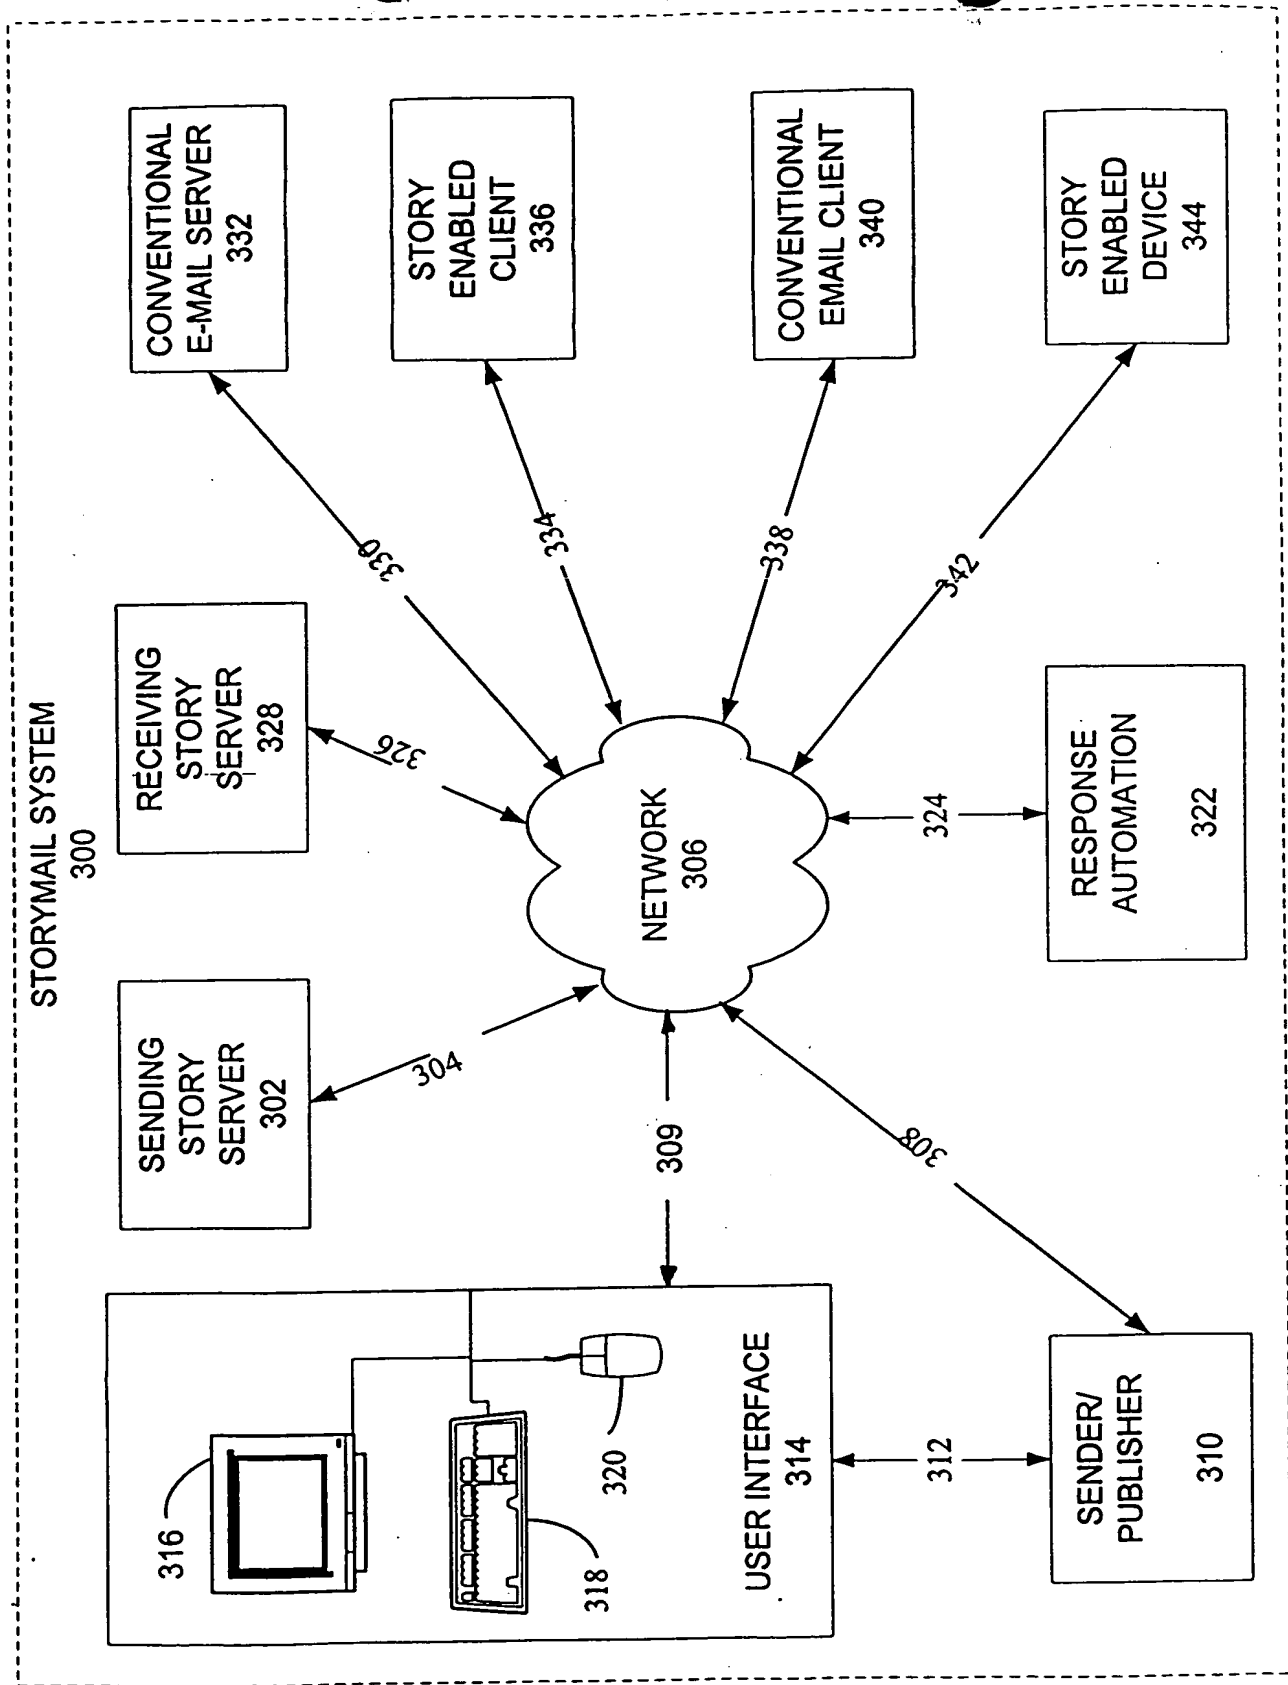 STORYMAIL SYSTEM
300
SENDING
STORY
SERVER
302
RECEIVING
STORY
SERVER
328
CONVENTIONAL
E-MAIL SERVER
332
STORY
ENABLED
CLIENT
336
CONVENTIONAL
EMAIL CLIENT
340
STORY
ENABLED
DEVICE
344
304
326
330
334
338
342
NETWORK
306
309
308
324
316
318
320
USER INTERFACE
314
312
SENDER/
PUBLISHER
310
RESPONSE
AUTOMATION
322